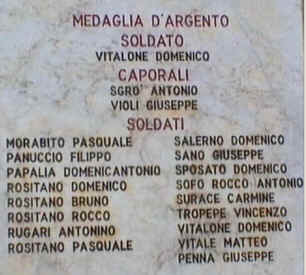 MEDAGLIA D'ARGENTO
SOLDATO
VITALONE DOMENICO
CAPORALI
SGRO' ANTONIO
VIOLI GIUSEPPE
SOLDATI
MORABITO PASQUALE
PANUCCIO FILIPPO
PAPALIA DOMENICANTONIO
ROSITANO DOMENICO
ROSITANO BRUNO
ROSITANO ROCCO
RUGARI ANTONINO
ROSITANO PASQUALE
SALERNO DOMENICO
SANO GIUSEPPE
SPOSATO DOMENICO
SOFO ROCCO ANTONIO
SURACE CARMINE
TROPEPE VINCENZO
VITALONE DOMENICO
VITALE MATTEO
PENNA GIUSEPPE